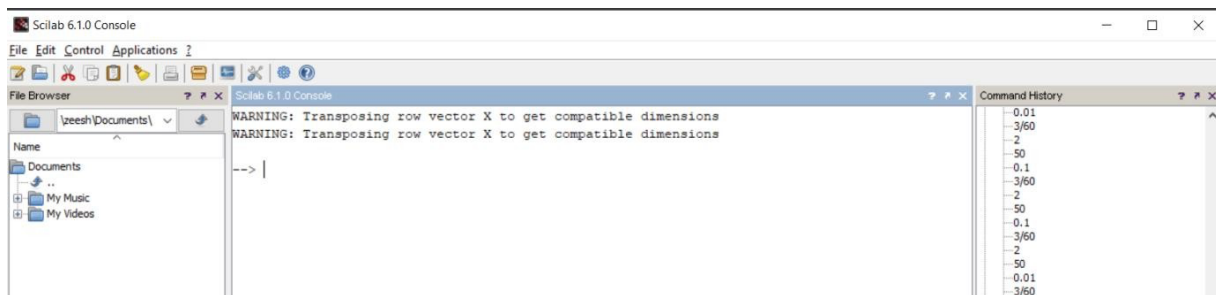 Scilab 6.1.0 Console
File Edit Control Applications ?
File Browser ? ↗ X
\zeesh\Documents\
Name
Documents
..
My Music
My Videos
Scilab 6.1.0 Console ? ↗ X
WARNING: Transposing row vector X to get compatible dimensions
WARNING: Transposing row vector X to get compatible dimensions
-->
Command History ? ↗ X
0.01
3/60
2
50
0.1
3/60
2
50
0.1
3/60
2
50
0.01
3/60